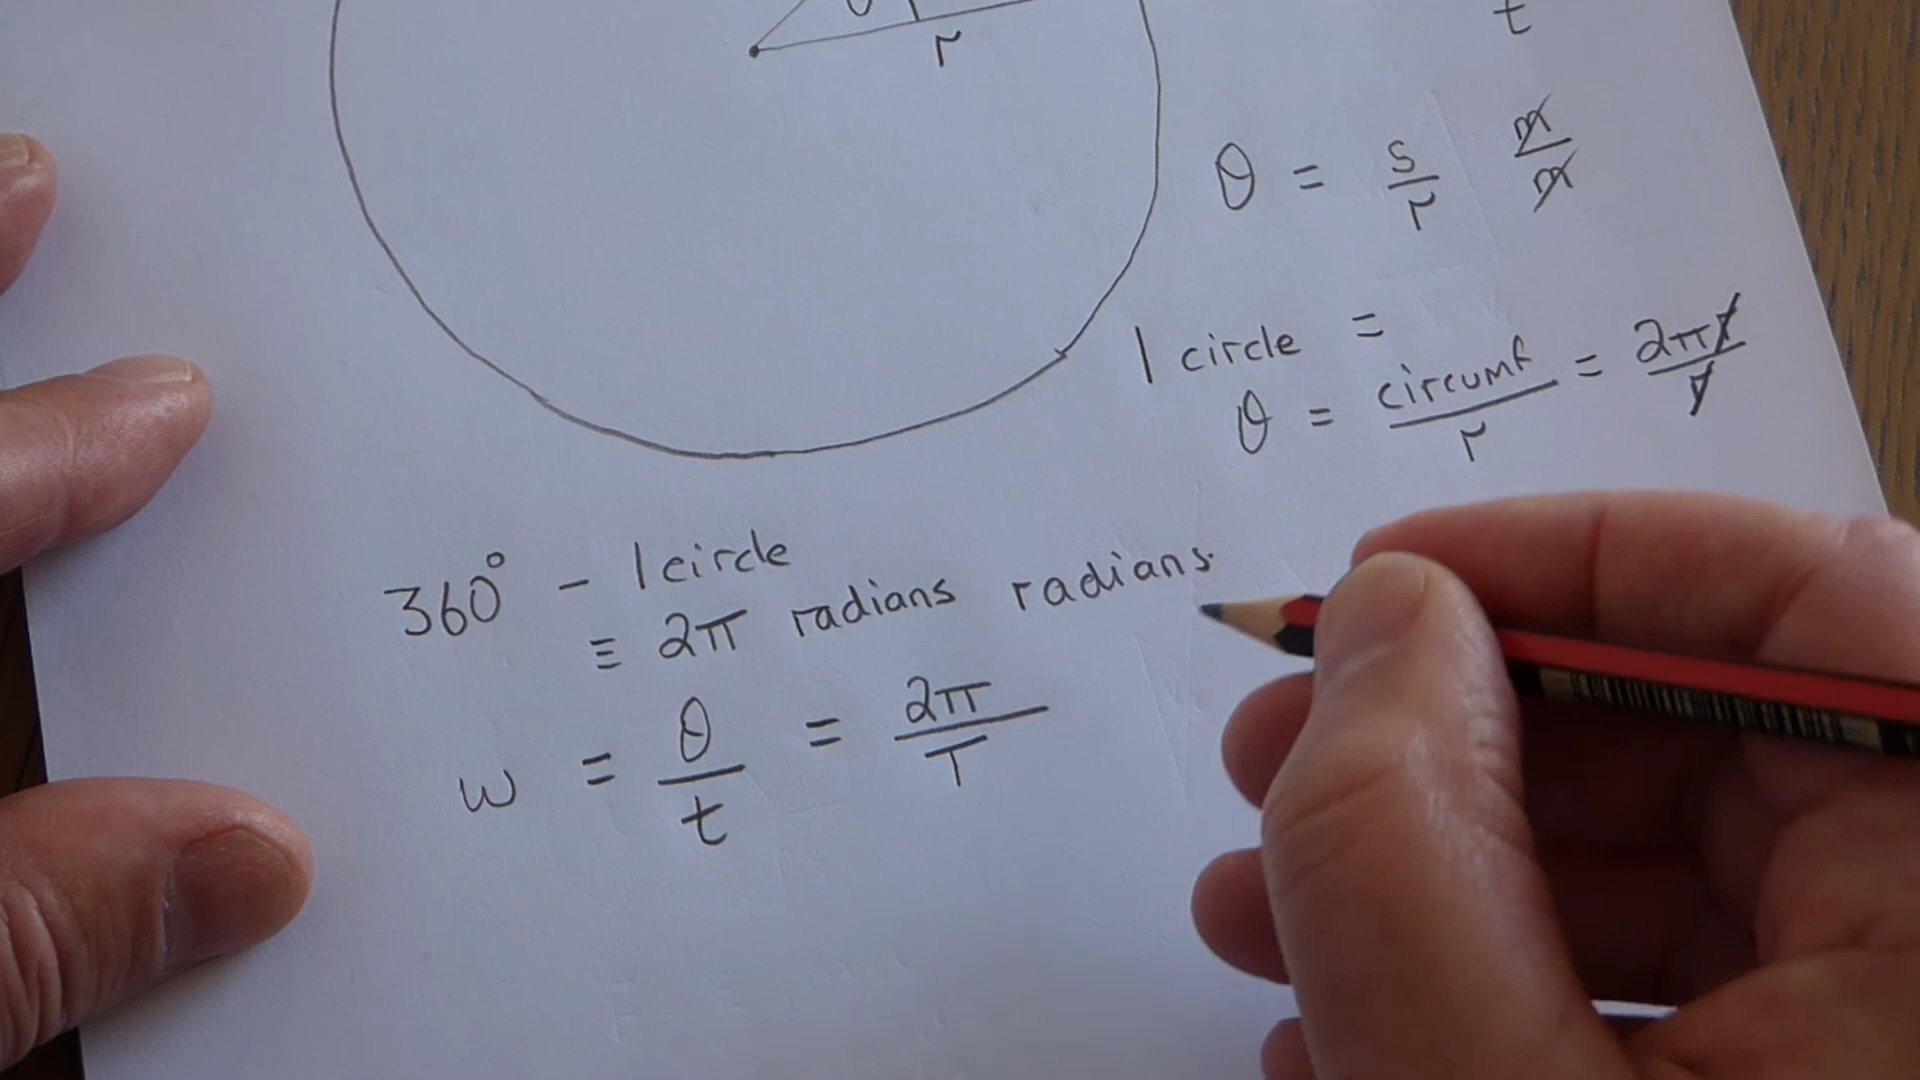 θ
r
t
θ = s/r m/m
1 circle =
θ = circumf/r = 2πr/r
360° – 1 circle
≡ 2π radians radians.
w = θ/t = 2π/T